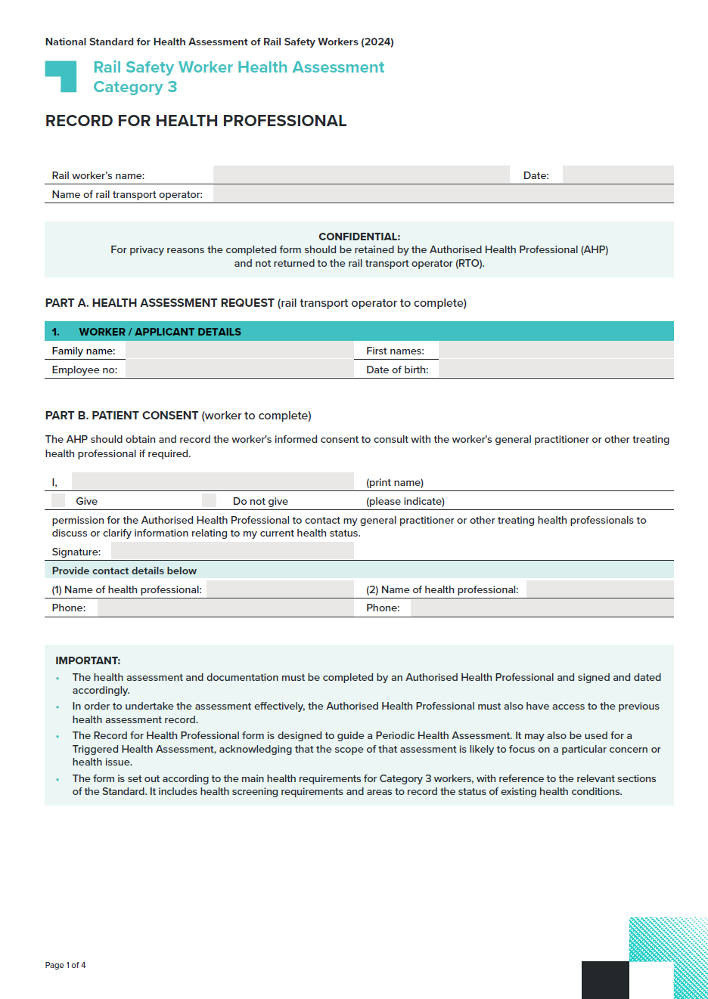 National Standard for Health Assessment of Rail Safety Workers (2024)
Rail Safety Worker Health Assessment
Category 3
RECORD FOR HEALTH PROFESSIONAL
Rail worker’s name: Date:
Name of rail transport operator:
CONFIDENTIAL:
For privacy reasons the completed form should be retained by the Authorised Health Professional (AHP)
and not returned to the rail transport operator (RTO).
PART A. HEALTH ASSESSMENT REQUEST (rail transport operator to complete)
1. WORKER / APPLICANT DETAILS
Family name: First names:
Employee no: Date of birth:
PART B. PATIENT CONSENT (worker to complete)
The AHP should obtain and record the worker's informed consent to consult with the worker's general practitioner or other treating
health professional if required.
I, (print name)
Give Do not give (please indicate)
permission for the Authorised Health Professional to contact my general practitioner or other treating health professionals to
discuss or clarify information relating to my current health status.
Signature:
Provide contact details below
(1) Name of health professional: (2) Name of health professional:
Phone: Phone:
IMPORTANT:
• The health assessment and documentation must be completed by an Authorised Health Professional and signed and dated
accordingly.
• In order to undertake the assessment effectively, the Authorised Health Professional must also have access to the previous
health assessment record.
• The Record for Health Professional form is designed to guide a Periodic Health Assessment. It may also be used for a
Triggered Health Assessment, acknowledging that the scope of that assessment is likely to focus on a particular concern or
health issue.
• The form is set out according to the main health requirements for Category 3 workers, with reference to the relevant sections
of the Standard. It includes health screening requirements and areas to record the status of existing health conditions.
Page 1 of 4